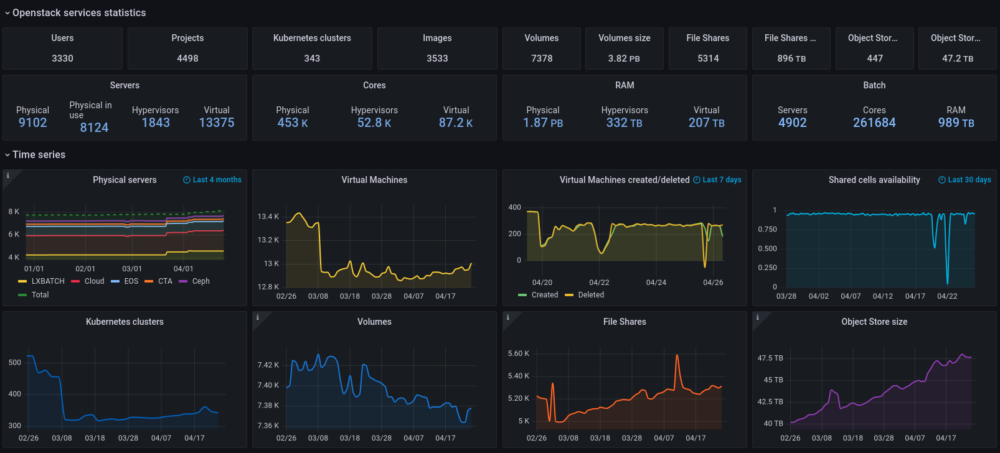 Openstack services statistics
Users
3330
Projects
4498
Kubernetes clusters
343
Images
3533
Volumes
7378
Volumes size
3.82 PB
File Shares
5314
File Shares ...
896 TB
Object Stor...
447
Object Stor...
47.2 TB
Servers
Physical
9102
Physical in
use
8124
Hypervisors
1843
Virtual
13375
Cores
Physical
453 K
Hypervisors
52.8 K
Virtual
87.2 K
RAM
Physical
1.87 PB
Hypervisors
332 TB
Virtual
207 TB
Batch
Servers
4902
Cores
261684
RAM
989 TB
Time series
i
Physical servers
Last 4 months
8 K
6 K
4 K
01/01 02/01 03/01 04/01
LXBATCH Cloud EOS CTA Ceph
Total
Virtual Machines
13.4 K
13.2 K
13 K
12.8 K
02/26 03/08 03/18 03/28 04/07 04/17
Virtual Machines created/deleted
Last 7 days
400
200
0
04/20 04/22 04/24 04/26
Created Deleted
Shared cells availability
Last 30 days
1
0.750
0.500
0.250
0
03/28 04/02 04/07 04/12 04/17 04/22
Kubernetes clusters
500
400
300
02/26 03/08 03/18 03/28 04/07 04/17
i
Volumes
7.42 K
7.40 K
7.38 K
7.36 K
02/26 03/08 03/18 03/28 04/07 04/17
i
File Shares
5.60 K
5.40 K
5.20 K
5 K
02/26 03/08 03/18 03/28 04/07 04/17
i
Object Store size
47.5 TB
45 TB
42.5 TB
40 TB
02/26 03/08 03/18 03/28 04/07 04/17